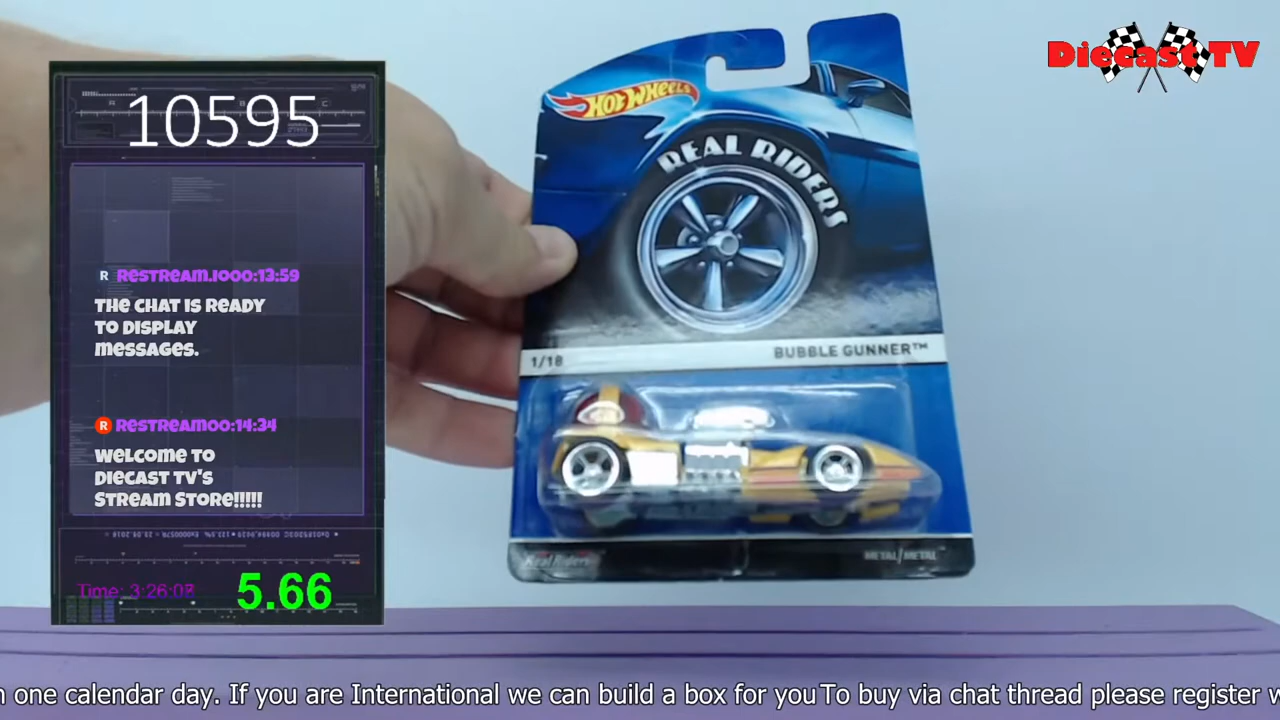 10595
Restream.io00:13:59
THE CHAT IS READY
TO DISPLAY
MESSAGES.
Restream00:14:34
WELCOME TO
DIECAST TV'S
STREAM STORE!!!!!
Time: 3:26:08
5.66
Diecast TV
HOT WHEELS
REAL RIDERS
1/18
BUBBLE GUNNER™
Real Riders
METAL/METAL
one calendar day. If you are International we can build a box for youTo buy via chat thread please register